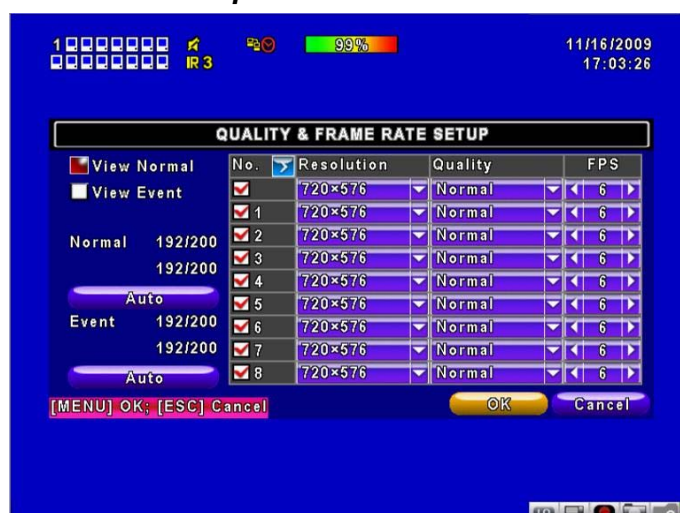 1 99% 11/16/2009
IR 3 17:03:26
QUALITY & FRAME RATE SETUP
View Normal
View Event
Normal 192/200
192/200
Auto
Event 192/200
192/200
Auto
No. Resolution Quality FPS
720×576 Normal 6
1 720×576 Normal 6
2 720×576 Normal 6
3 720×576 Normal 6
4 720×576 Normal 6
5 720×576 Normal 6
6 720×576 Normal 6
7 720×576 Normal 6
8 720×576 Normal 6
[MENU] OK; [ESC] Cancel
OK Cancel